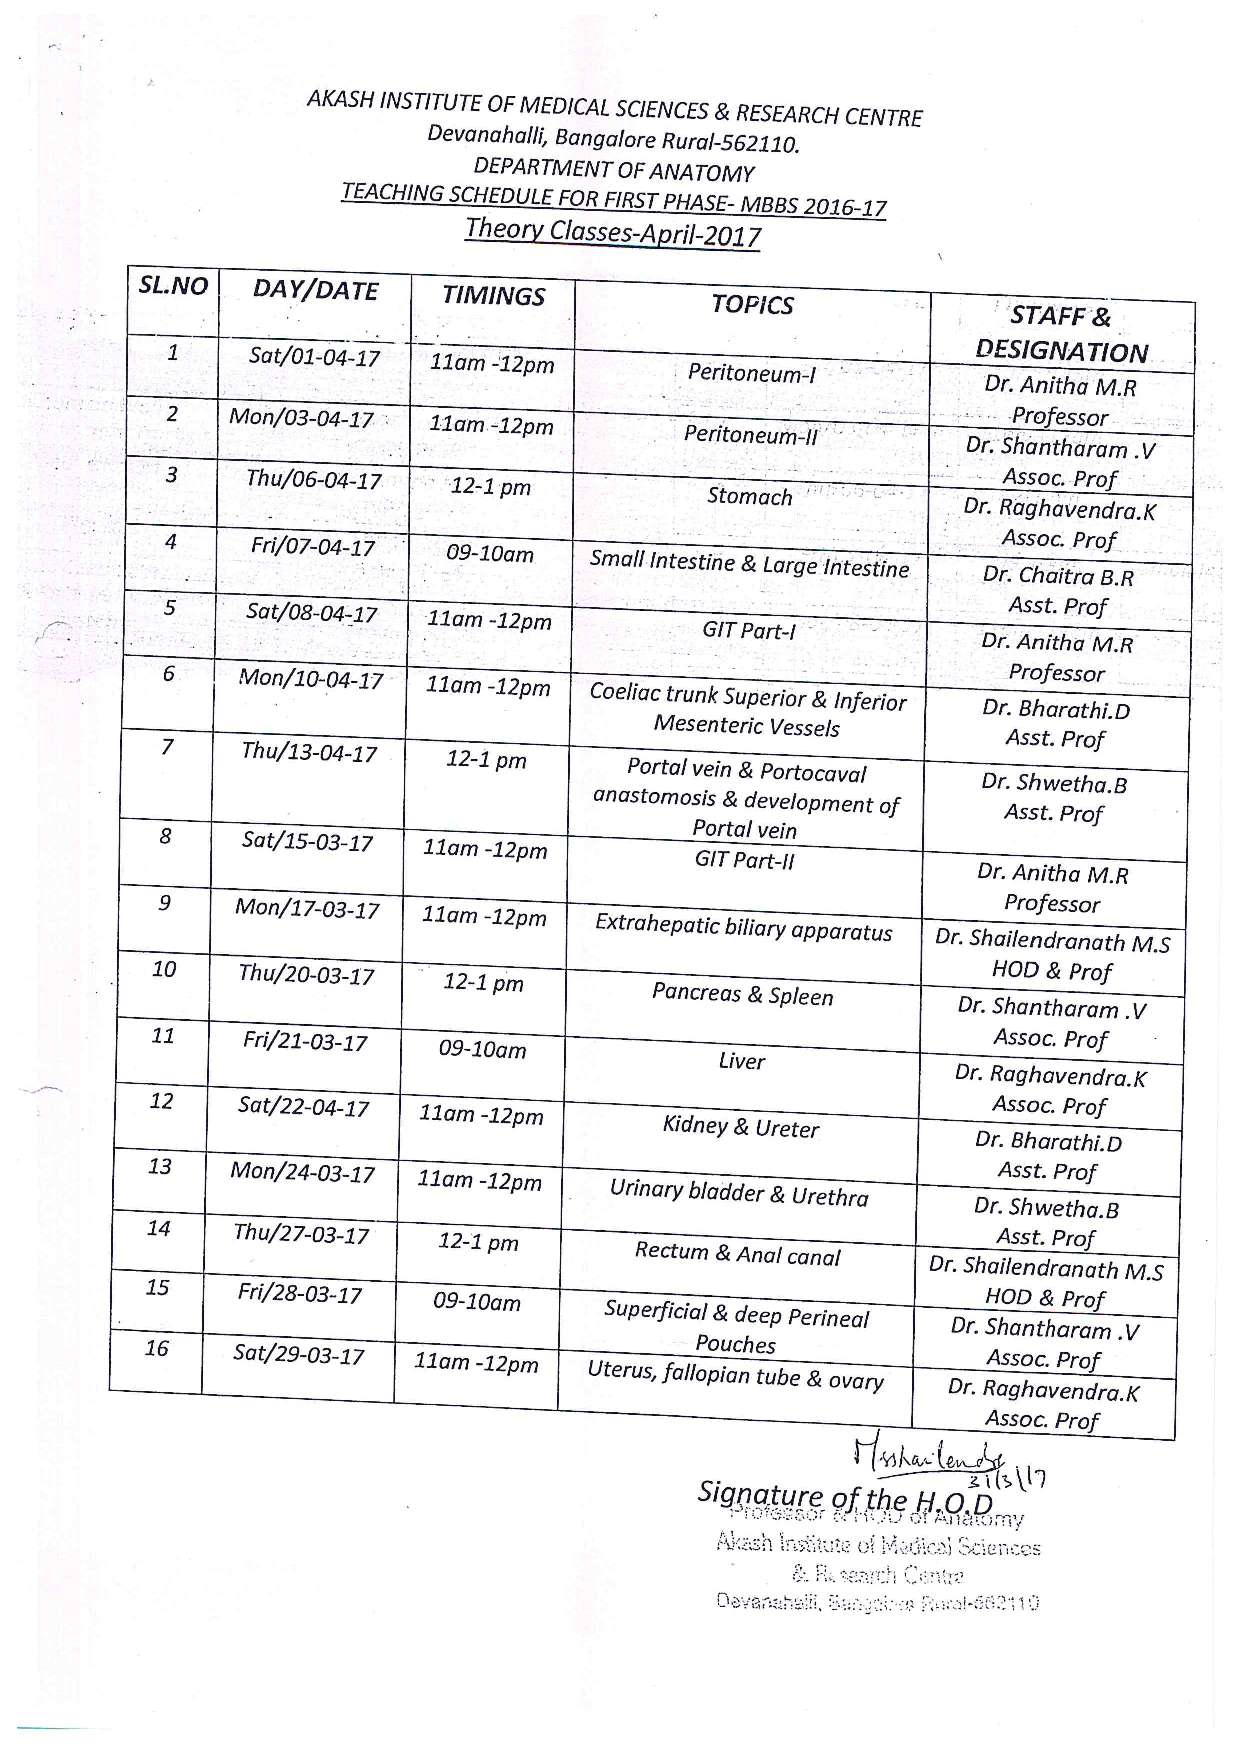 AKASH INSTITUTE OF MEDICAL SCIENCES & RESEARCH CENTRE
Devanahalli, Bangalore Rural-562110.
DEPARTMENT OF ANATOMY
TEACHING SCHEDULE FOR FIRST PHASE- MBBS 2016-17
Theory Classes-April-2017
SL.NO DAY/DATE TIMINGS TOPICS STAFF & DESIGNATION
1 Sat/01-04-17 11am -12pm Peritoneum-I Dr. Anitha M.R Professor
2 Mon/03-04-17 11am -12pm Peritoneum-II Dr. Shantharam .V Assoc. Prof
3 Thu/06-04-17 12-1 pm Stomach Dr. Raghavendra.K Assoc. Prof
4 Fri/07-04-17 09-10am Small Intestine & Large Intestine Dr. Chaitra B.R Asst. Prof
5 Sat/08-04-17 11am -12pm GIT Part-I Dr. Anitha M.R Professor
6 Mon/10-04-17 11am -12pm Coeliac trunk Superior & Inferior Mesenteric Vessels Dr. Bharathi.D Asst. Prof
7 Thu/13-04-17 12-1 pm Portal vein & Portocaval anastomosis & development of Portal vein Dr. Shwetha.B Asst. Prof
8 Sat/15-03-17 11am -12pm GIT Part-II Dr. Anitha M.R Professor
9 Mon/17-03-17 11am -12pm Extrahepatic biliary apparatus Dr. Shailendranath M.S HOD & Prof
10 Thu/20-03-17 12-1 pm Pancreas & Spleen Dr. Shantharam .V Assoc. Prof
11 Fri/21-03-17 09-10am Liver Dr. Raghavendra.K Assoc. Prof
12 Sat/22-04-17 11am -12pm Kidney & Ureter Dr. Bharathi.D Asst. Prof
13 Mon/24-03-17 11am -12pm Urinary bladder & Urethra Dr. Shwetha.B Asst. Prof
14 Thu/27-03-17 12-1 pm Rectum & Anal canal Dr. Shailendranath M.S HOD & Prof
15 Fri/28-03-17 09-10am Superficial & deep Perineal Pouches Dr. Shantharam .V Assoc. Prof
16 Sat/29-03-17 11am -12pm Uterus, fallopian tube & ovary Dr. Raghavendra.K Assoc. Prof
31/3/17
Signature of the H.O.D
Professor & HOD of Anatomy
Akash Institute of Medical Sciences
& Research Centre
Devanahalli, Bangalore Rural-562110